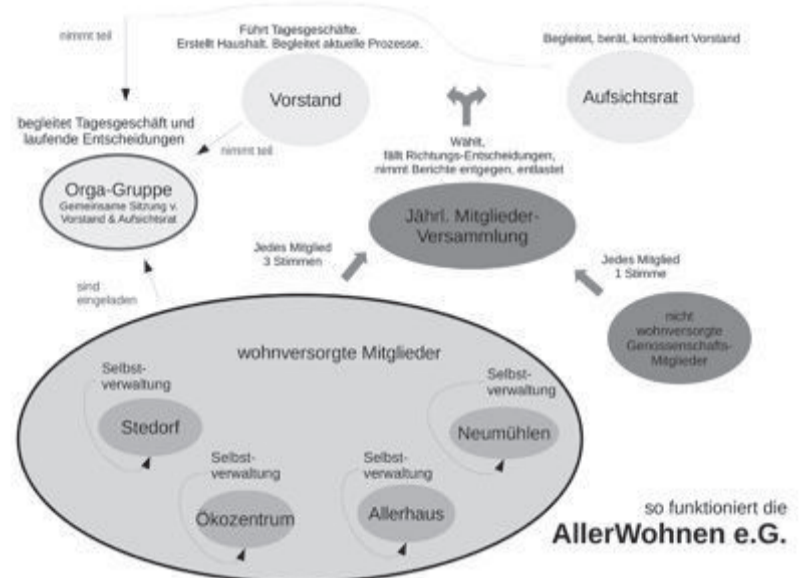 nimmt teil
Führt Tagesgeschäfte.
Erstellt Haushalt. Begleitet aktuelle Prozesse.
Begleitet, berät, kontrolliert Vorstand
Vorstand
Aufsichtsrat
begleitet Tagesgeschäft und
laufende Entscheidungen
nimmt teil
Wählt,
fällt Richtungs-Entscheidungen,
nimmt Berichte entgegen, entlastet
Orga-Gruppe
Gemeinsame Sitzung v.
Vorstand & Aufsichtsrat
Jährl. Mitglieder-
Versammlung
Jedes Mitglied
3 Stimmen
Jedes Mitglied
1 Stimme
sind
eingeladen
nicht
wohnversorgte
Genossenschafts-
Mitglieder
wohnversorgte Mitglieder
Selbst-
verwaltung
Stedorf
Selbst-
verwaltung
Neumühlen
Selbst-
verwaltung
Ökozentrum
Selbst-
verwaltung
Allerhaus
so funktioniert die
AllerWohnen e.G.